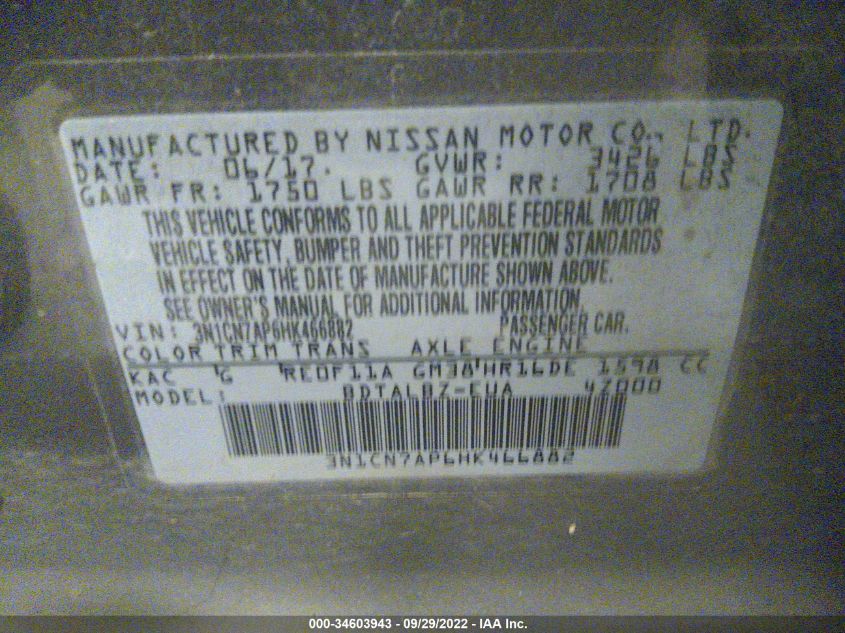 MANUFACTURED BY NISSAN MOTOR CO., LTD.
DATE: 06/17. GVWR: 3426 LBS
GAWR FR: 1750 LBS GAWR RR: 1708 LBS
THIS VEHICLE CONFORMS TO ALL APPLICABLE FEDERAL MOTOR
VEHICLE SAFETY, BUMPER AND THEFT PREVENTION STANDARDS
IN EFFECT ON THE DATE OF MANUFACTURE SHOWN ABOVE.
SEE OWNER'S MANUAL FOR ADDITIONAL INFORMATION.
VIN: 3N1CN7AP6HK466882 PASSENGER CAR.
COLOR TRIM TRANS AXLE ENGINE
KAC G RE0F11A GM38 HR16DE 1598 CC
MODEL: BDTALBZ-EUA 4Z000
3N1CN7AP6HK466882
000-34603943 - 09/29/2022 - IAA Inc.